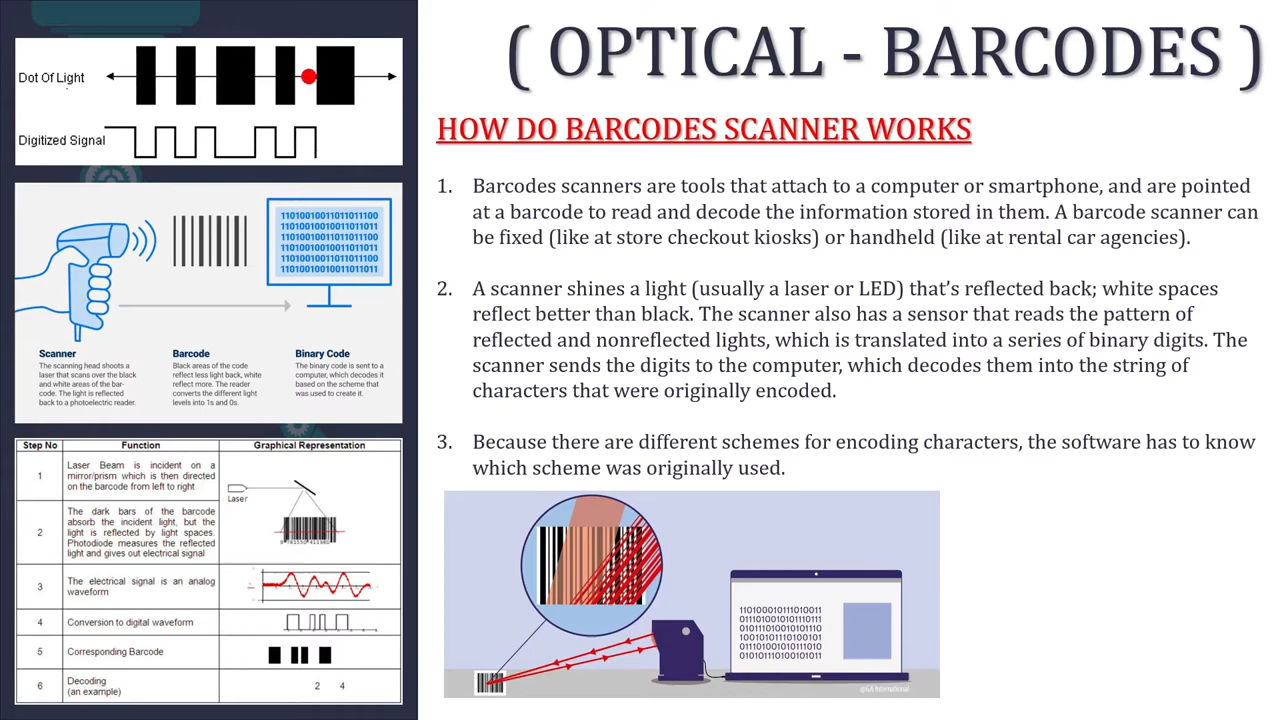 ( OPTICAL - BARCODES )
HOW DO BARCODES SCANNER WORKS
1. Barcodes scanners are tools that attach to a computer or smartphone, and are pointed
at a barcode to read and decode the information stored in them. A barcode scanner can
be fixed (like at store checkout kiosks) or handheld (like at rental car agencies).
2. A scanner shines a light (usually a laser or LED) that’s reflected back; white spaces
reflect better than black. The scanner also has a sensor that reads the pattern of
reflected and nonreflected lights, which is translated into a series of binary digits. The
scanner sends the digits to the computer, which decodes them into the string of
characters that were originally encoded.
3. Because there are different schemes for encoding characters, the software has to know
which scheme was originally used.
Dot Of Light
Digitized Signal
11010010011011011100
11010010011011011011
11010010011011011100
11010010011011011011
11010010011011011100
11010010010011011011
Scanner
The scanning head shoots a
laser that scans over the black
and white areas of the bar-
code. The light is reflected
back to a photoelectric reader.
Barcode
Black areas of the code
reflect less light back, white
reflect more. The reader
converts the different light
levels into 1s and 0s.
Binary Code
The binary code is sent to a
computer, which decodes it
based on the scheme that
was used to create it.
Step No Function Graphical Representation
1 Laser Beam is incident on a
mirror/prism which is then directed
on the barcode from left to right
Laser
2 The dark bars of the barcode
absorb the incident light, but the
light is reflected by light spaces.
Photodiode measures the reflected
light and gives out electrical signal
3 The electrical signal is an analog
waveform
4 Conversion to digital waveform
5 Corresponding Barcode
6 Decoding
(an example)
2 4
110100010111010011
011101001010111011
011101001010101110
100101011101001011
011101001010111010
010101110100101011